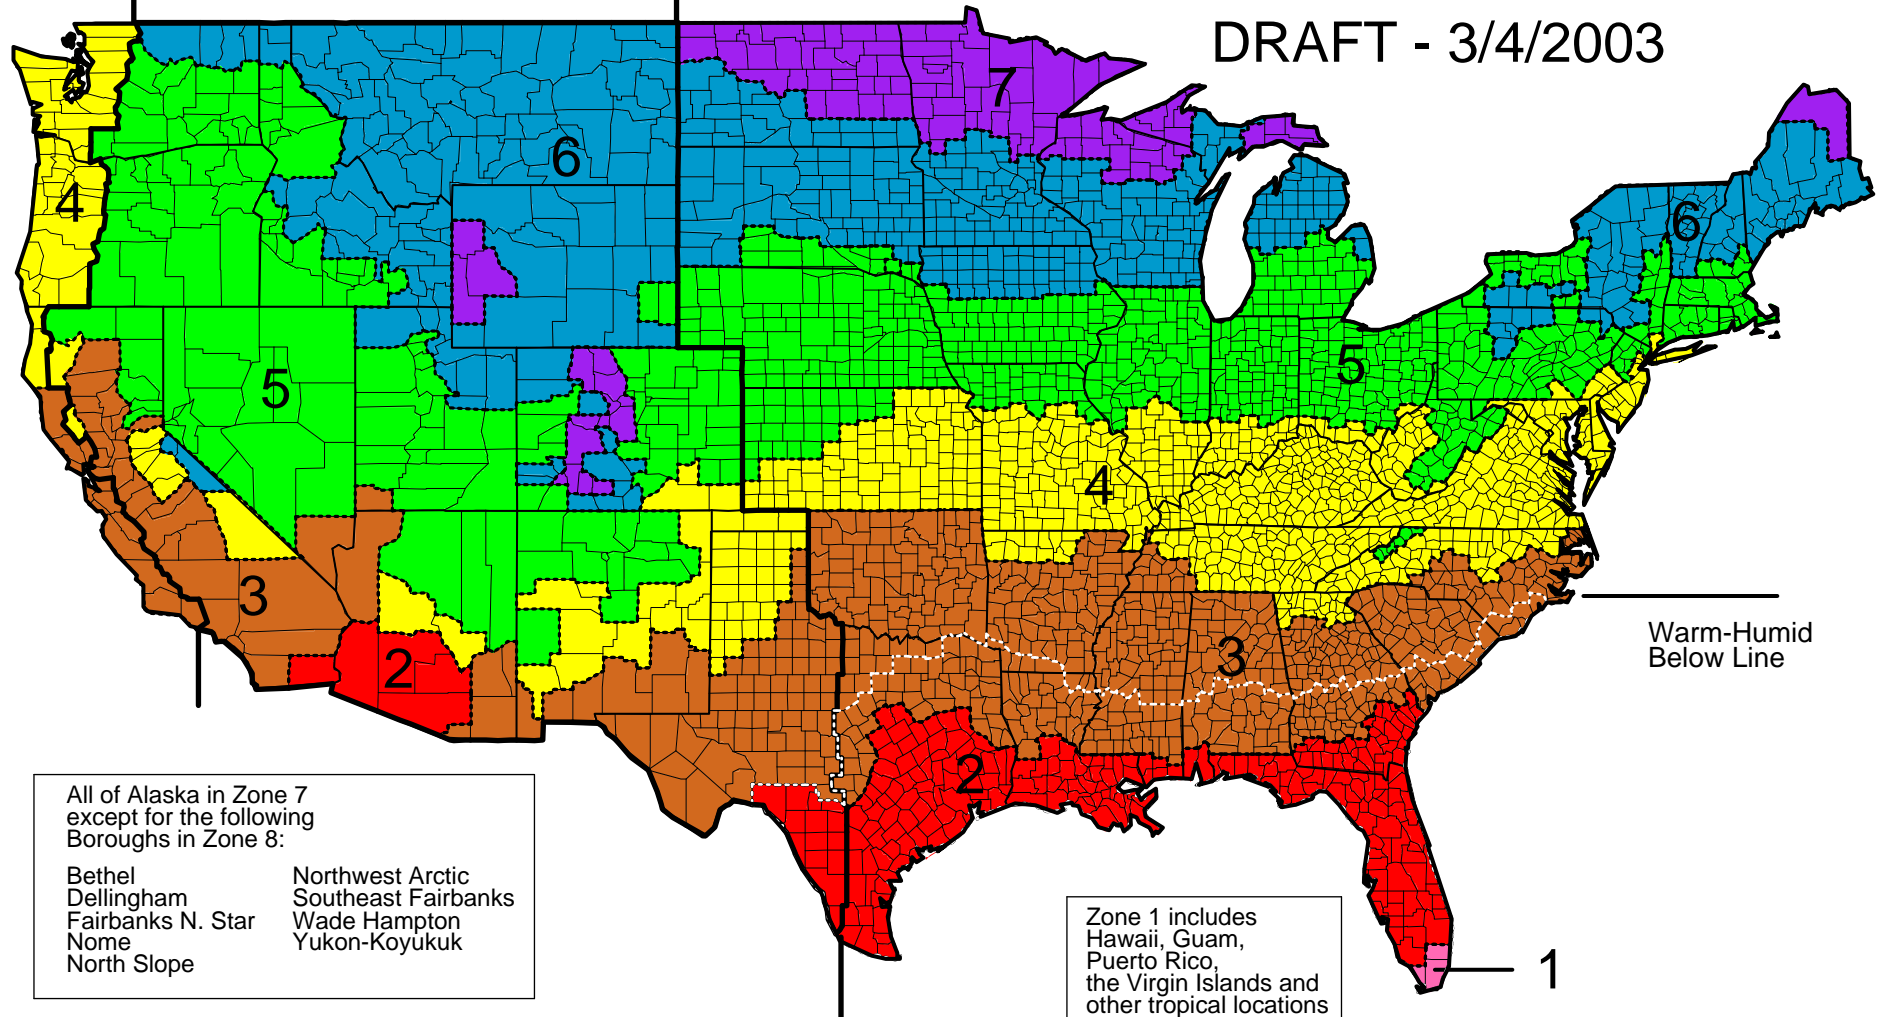 DRAFT - 3/4/2003
7
6
4
6
5
5
4
3
3
2
2
Warm-Humid
Below Line
All of Alaska in Zone 7
except for the following
Boroughs in Zone 8:
Bethel
Dellingham
Fairbanks N. Star
Nome
North Slope
Northwest Arctic
Southeast Fairbanks
Wade Hampton
Yukon-Koyukuk
Zone 1 includes
Hawaii, Guam,
Puerto Rico,
the Virgin Islands and
other tropical locations
1